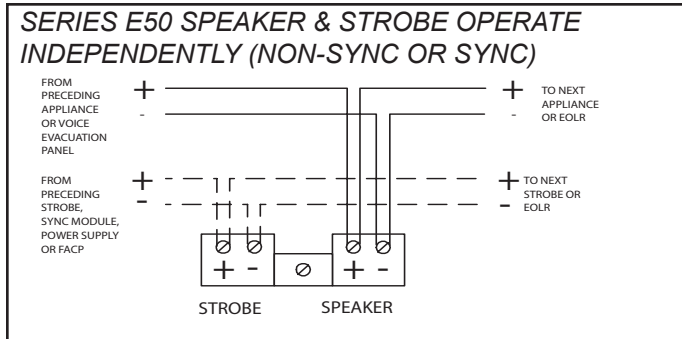 SERIES E50 SPEAKER & STROBE OPERATE
INDEPENDENTLY (NON-SYNC OR SYNC)
FROM
PRECEDING
APPLIANCE
OR VOICE
EVACUATION
PANEL
+
-
+
-
TO NEXT
APPLIANCE
OR EOLR
FROM
PRECEDING
STROBE,
SYNC MODULE,
POWER SUPPLY
OR FACP
+
-
+
-
TO NEXT
STROBE OR
EOLR
+ -
+ -
STROBE
SPEAKER